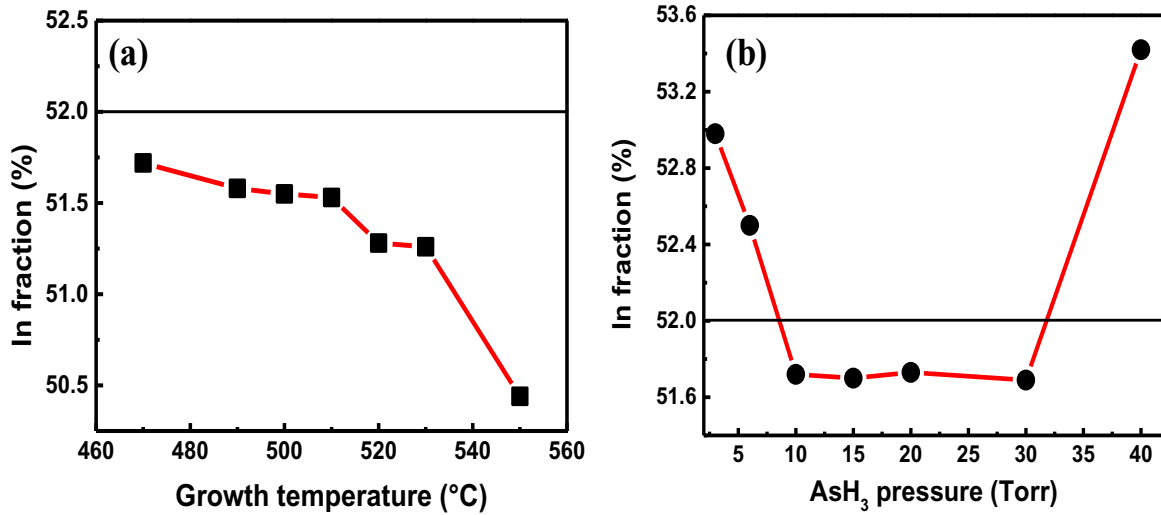 (a)
In fraction (%)
52.5
52.0
51.5
51.0
50.5
460 480 500 520 540 560
Growth temperature (°C)
(b)
In fraction (%)
53.6
53.2
52.8
52.4
52.0
51.6
5 10 15 20 25 30 35 40
AsH₃ pressure (Torr)